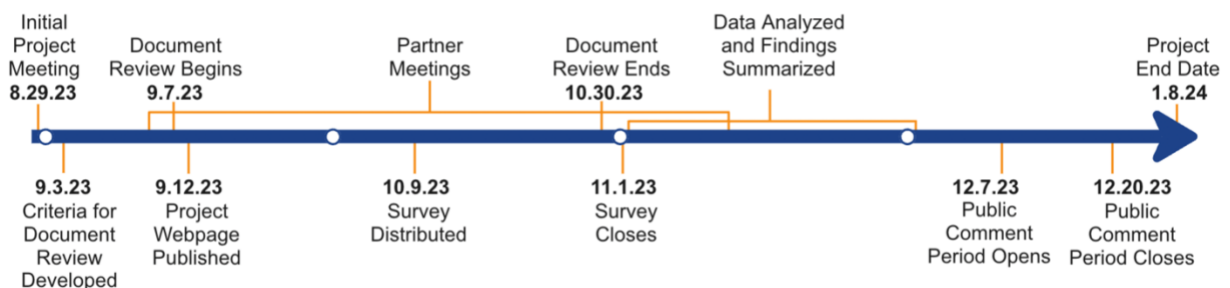 Initial
Project
Meeting
8.29.23
Document
Review Begins
9.7.23
Partner
Meetings
Document
Review Ends
10.30.23
Data Analyzed
and Findings
Summarized
Project
End Date
1.8.24
9.3.23
Criteria for
Document
Review
Developed
9.12.23
Project
Webpage
Published
10.9.23
Survey
Distributed
11.1.23
Survey
Closes
12.7.23
Public
Comment
Period Opens
12.20.23
Public
Comment
Period Closes